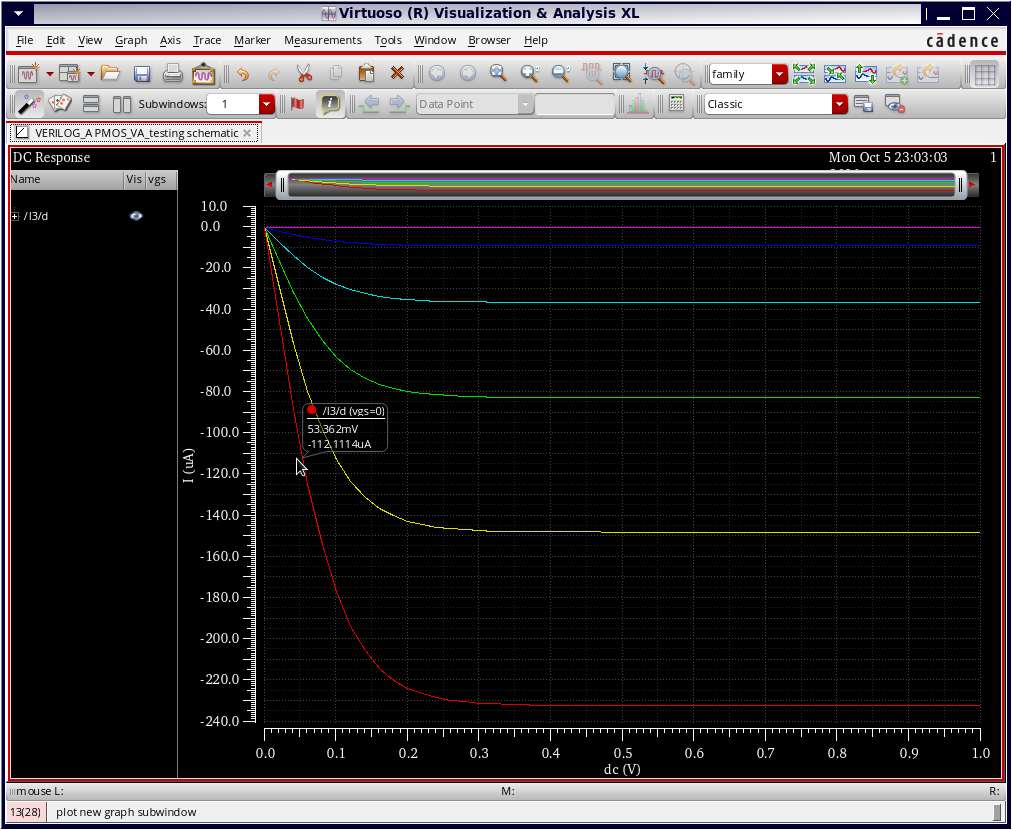 Virtuoso (R) Visualization & Analysis XL
File Edit View Graph Axis Trace Marker Measurements Tools Window Browser Help
cādence
family
Subwindows: 1 Data Point Classic
VERILOG_A PMOS_VA_testing schematic
DC Response Mon Oct 5 23:03:03 1
Name Vis vgs
/I3/d
10.0
0.0
-20.0
-40.0
-60.0
-80.0
-100.0
-120.0
-140.0
-160.0
-180.0
-200.0
-220.0
-240.0
I (uA)
/I3/d (vgs=0)
53.362mV
-112.1114uA
0.0 0.1 0.2 0.3 0.4 0.5 0.6 0.7 0.8 0.9 1.0
dc (V)
mouse L: M: R:
13(28) plot new graph subwindow